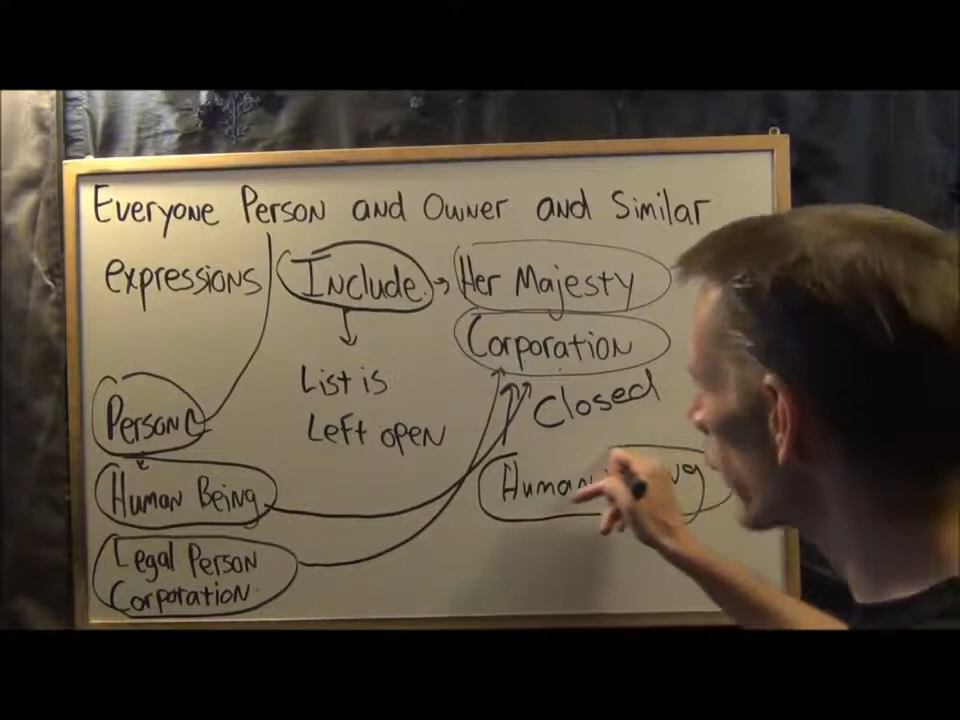 Everyone Person and Owner and Similar
expressions Include Her Majesty
Corporation
List is
Left open
Closed
Person
Human Being
Human
Legal Person
Corporation